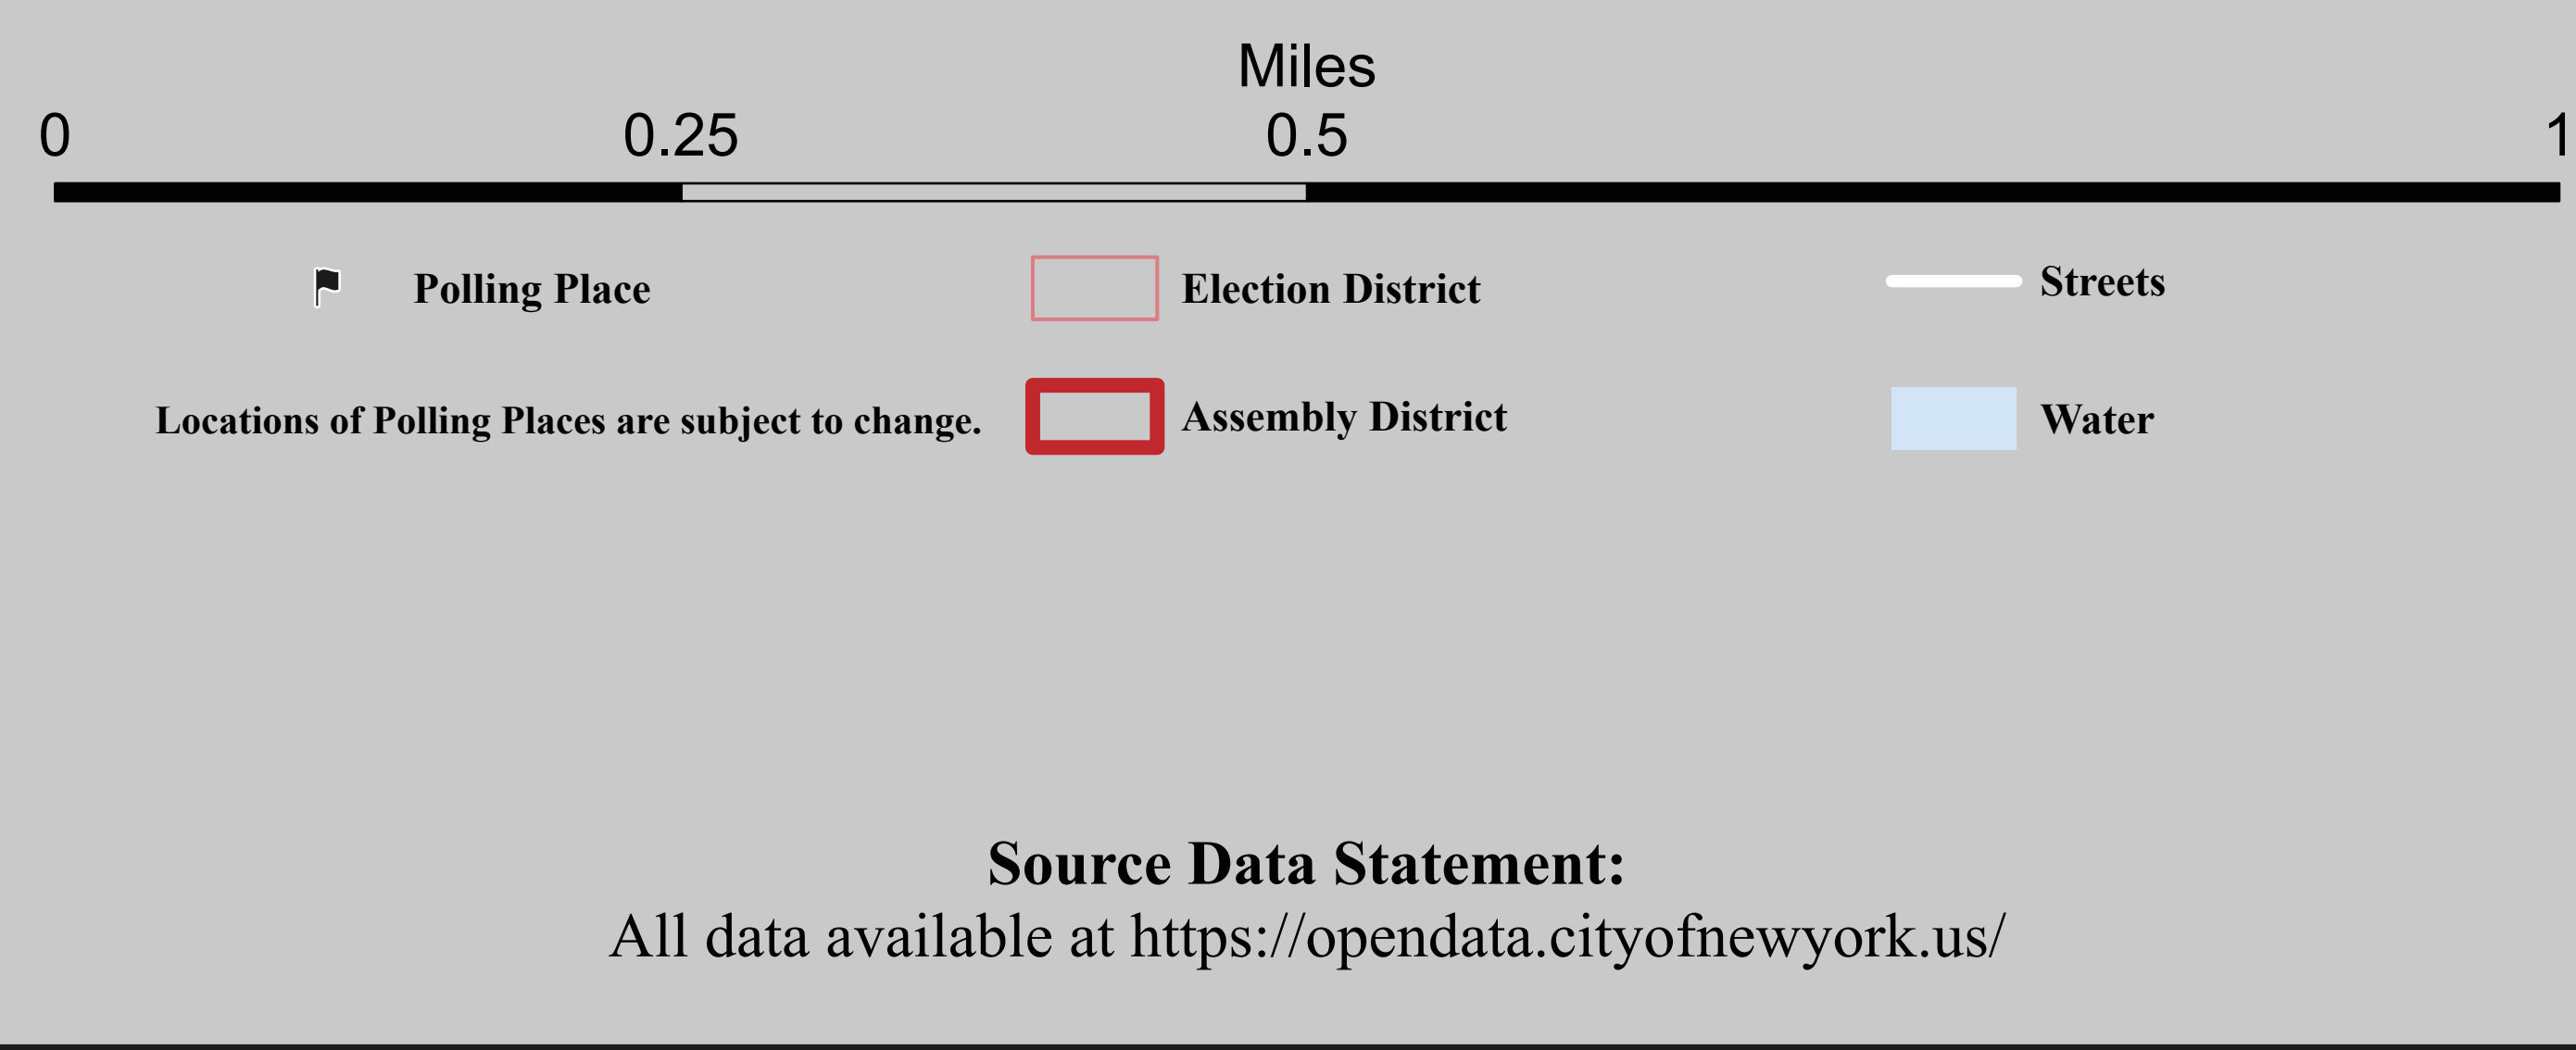 Miles
0 0.25 0.5 1
Polling Place Election District Streets
Locations of Polling Places are subject to change. Assembly District Water
Source Data Statement:
All data available at https://opendata.cityofnewyork.us/